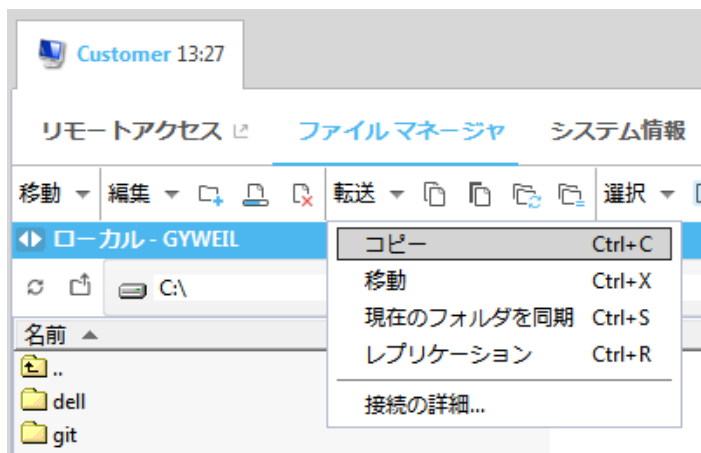 Customer 13:27
リモートアクセス ファイル マネージャ システム情報
移動 編集 転送 選択
ローカル - GYWEIL
コピー Ctrl+C
移動 Ctrl+X
C:\
現在のフォルダを同期 Ctrl+S
名前
レプリケーション Ctrl+R
..
dell
接続の詳細...
git